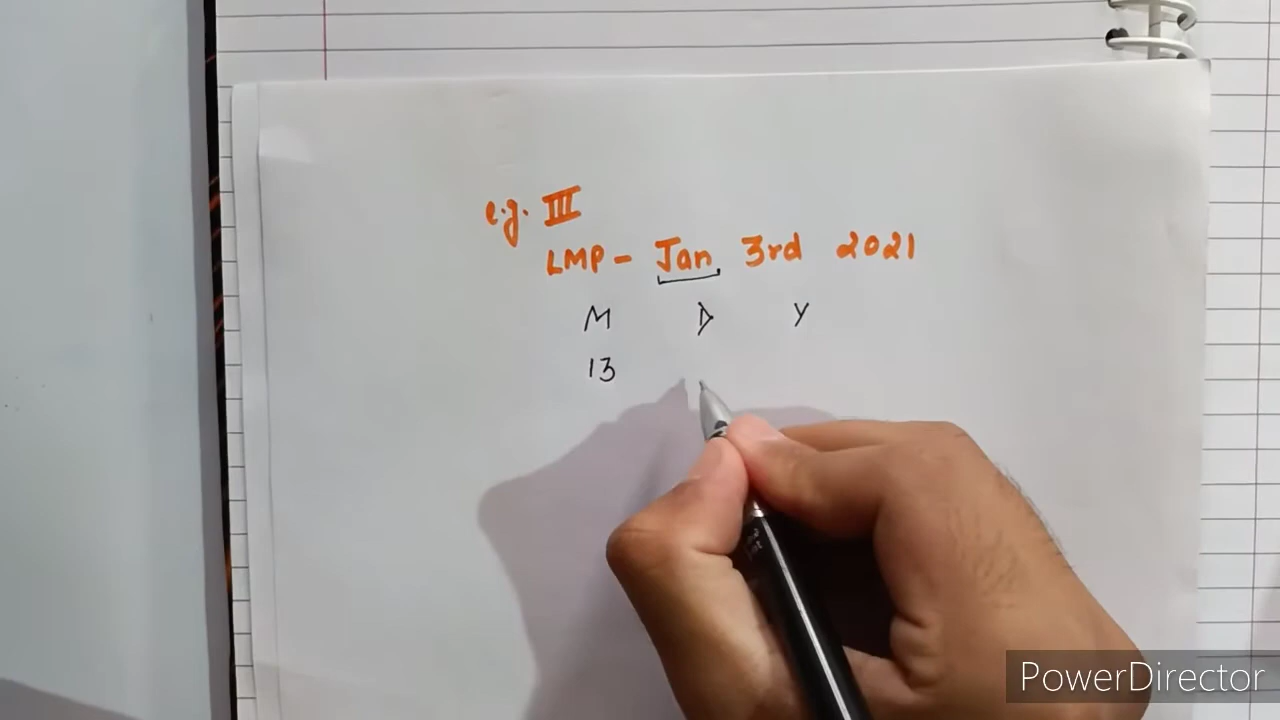 e.g. III
LMP - Jan 3rd 2021
M D Y
13
PowerDirector